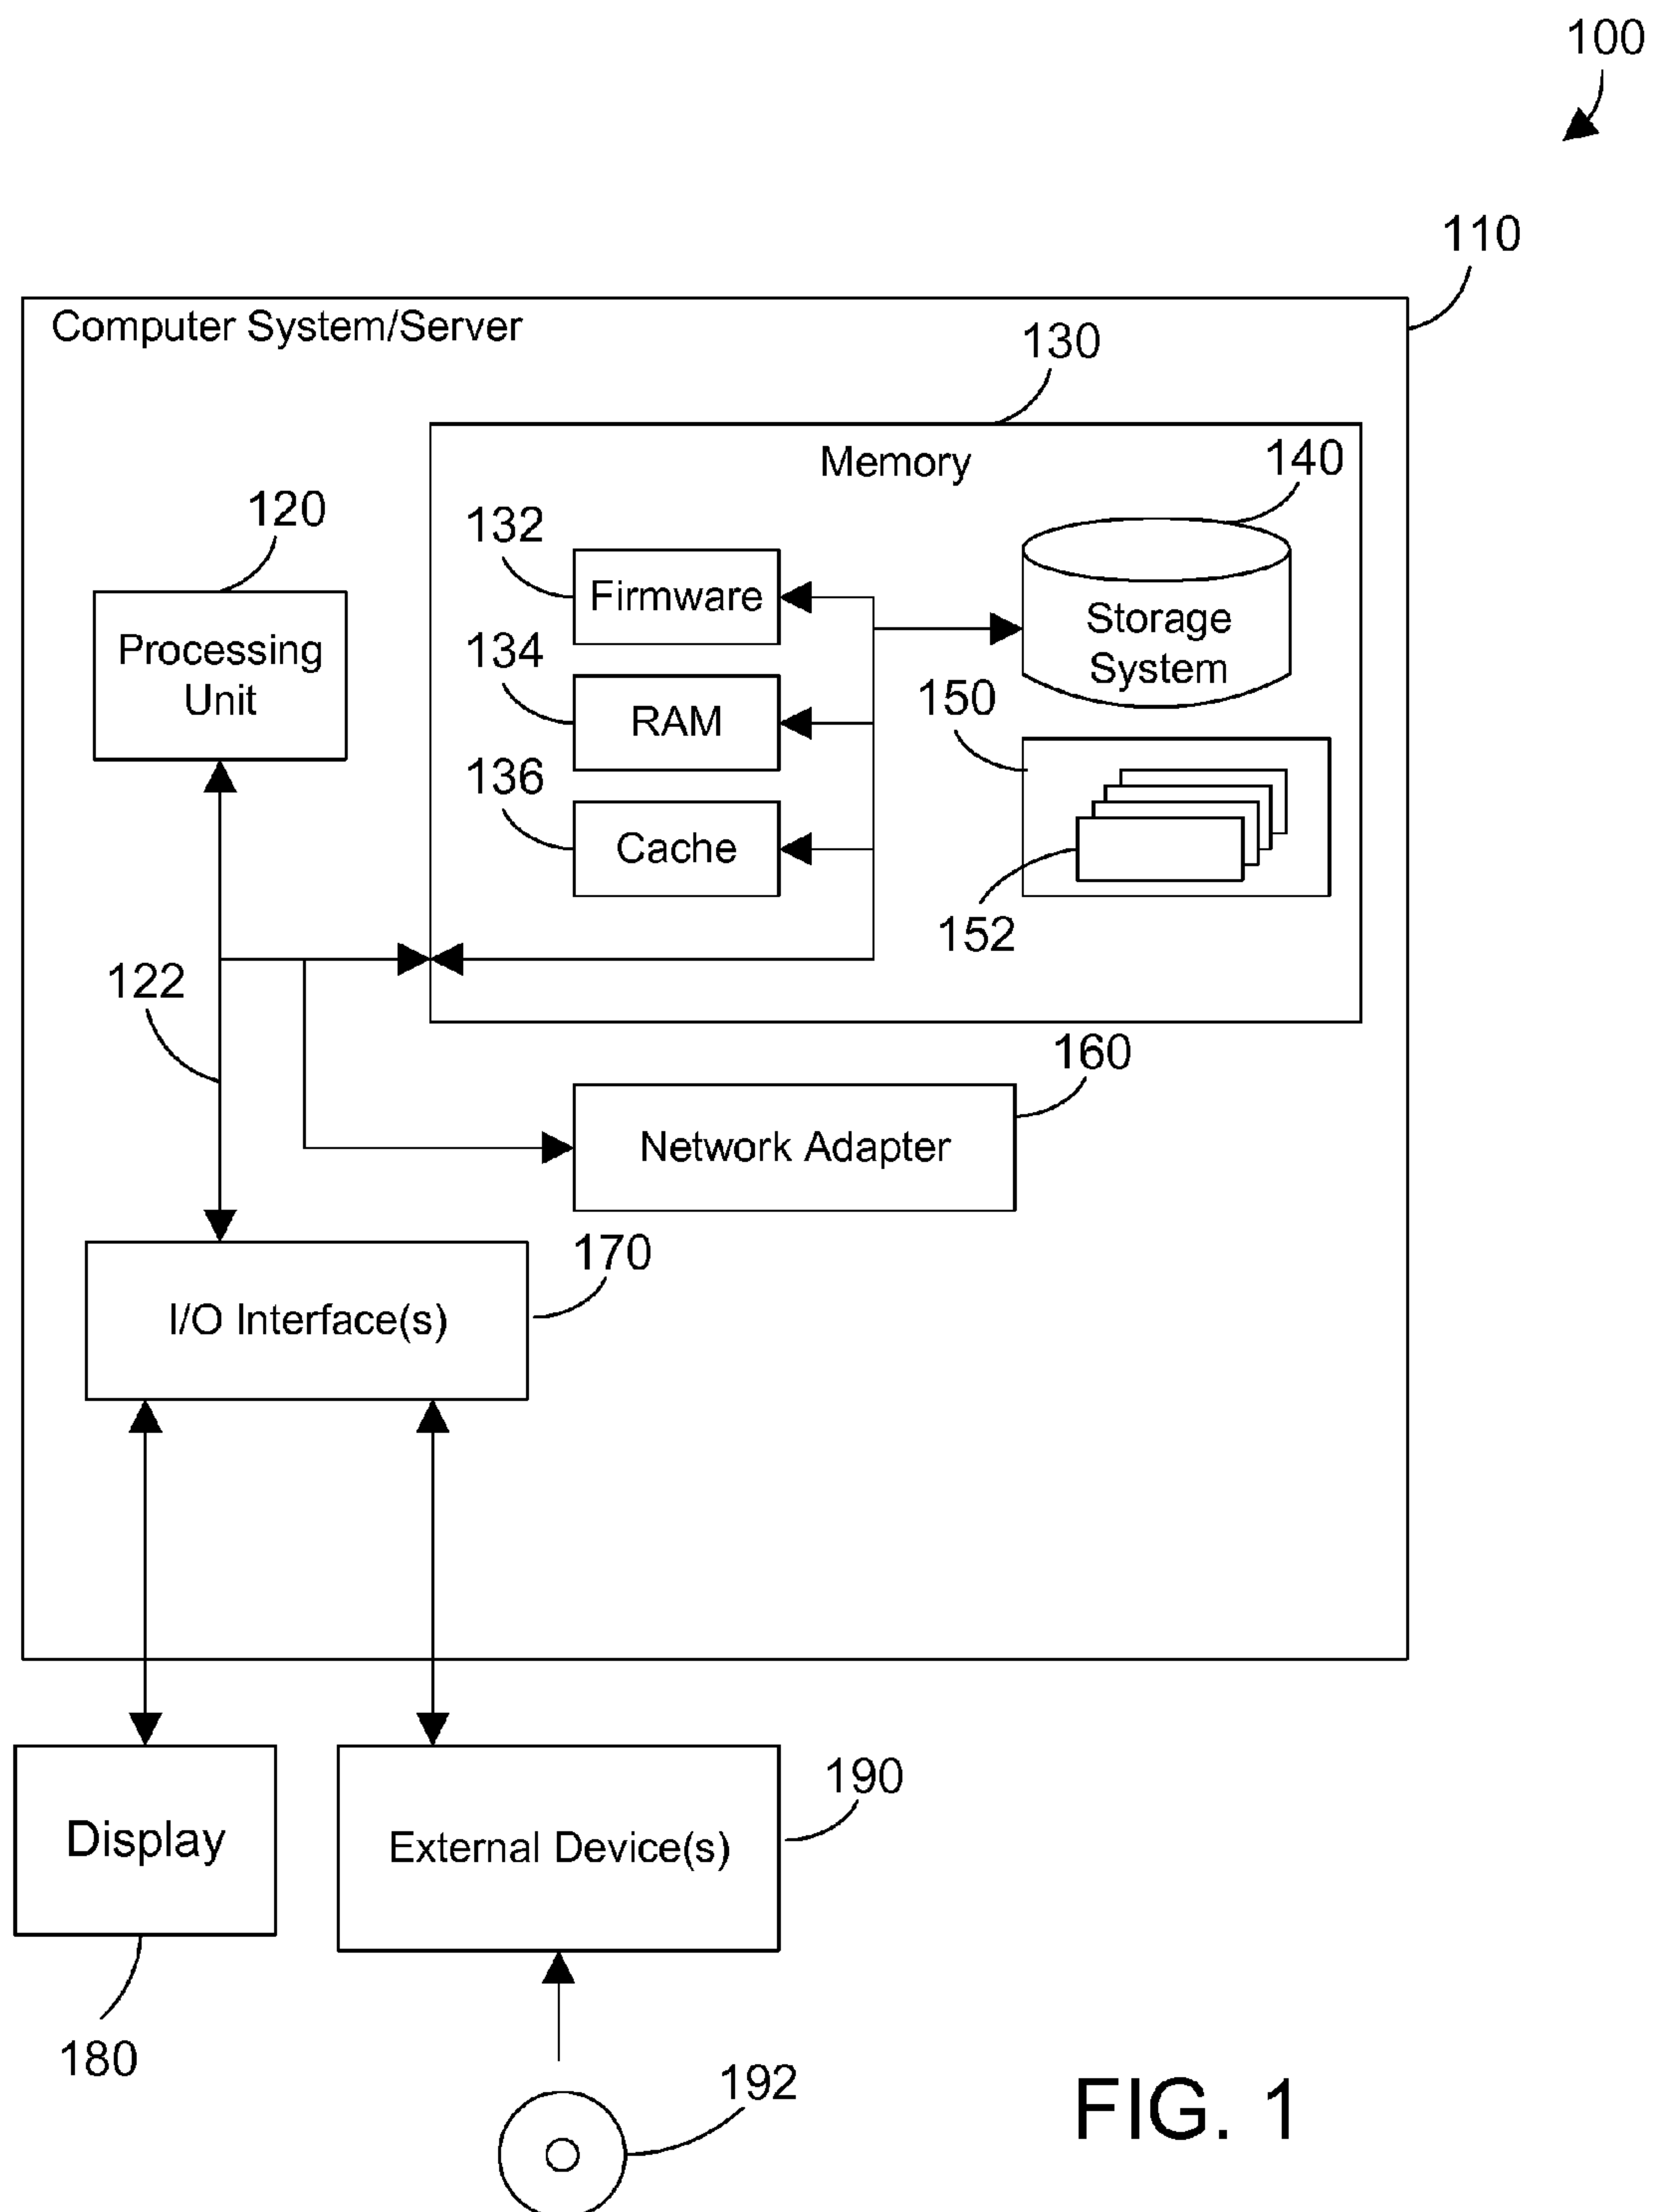 100
110
Computer System/Server
130
Memory
140
120
132
Firmware
Processing
Unit
134
Storage
System
RAM
150
136
Cache
152
122
160
Network Adapter
170
I/O Interface(s)
190
Display
External Device(s)
180
192
FIG. 1